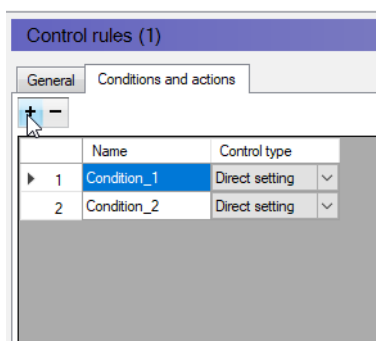 Control rules (1)
General Conditions and actions
+ −
Name Control type
1 Condition_1 Direct setting
2 Condition_2 Direct setting